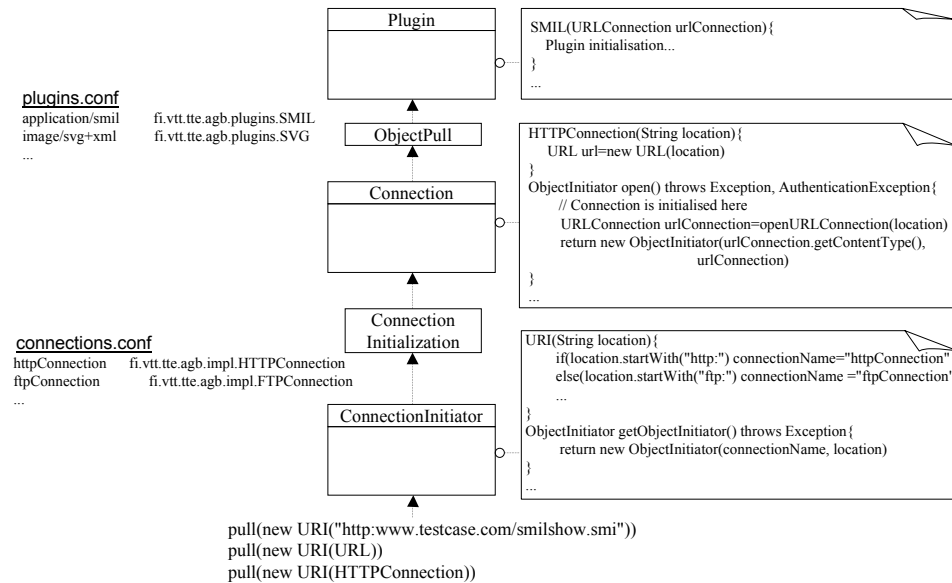 Plugin
SMIL(URLConnection urlConnection){
Plugin initialisation...
}
...
plugins.conf
application/smil fi.vtt.tte.agb.plugins.SMIL
image/svg+xml fi.vtt.tte.agb.plugins.SVG
...
ObjectPull
Connection
HTTPConnection(String location){
URL url=new URL(location)
}
ObjectInitiator open() throws Exception, AuthenticationException{
// Connection is initialised here
URLConnection urlConnection=openURLConnection(location)
return new ObjectInitiator(urlConnection.getContentType(),
urlConnection)
}
...
Connection
Initialization
connections.conf
httpConnection fi.vtt.tte.agb.impl.HTTPConnection
ftpConnection fi.vtt.tte.agb.impl.FTPConnection
...
ConnectionInitiator
URI(String location){
if(location.startWith("http:") connectionName="httpConnection"
else(location.startWith("ftp:") connectionName ="ftpConnection"
...
}
ObjectInitiator getObjectInitiator() throws Exception{
return new ObjectInitiator(connectionName, location)
}
...
pull(new URI("http:www.testcase.com/smilshow.smi"))
pull(new URI(URL))
pull(new URI(HTTPConnection))